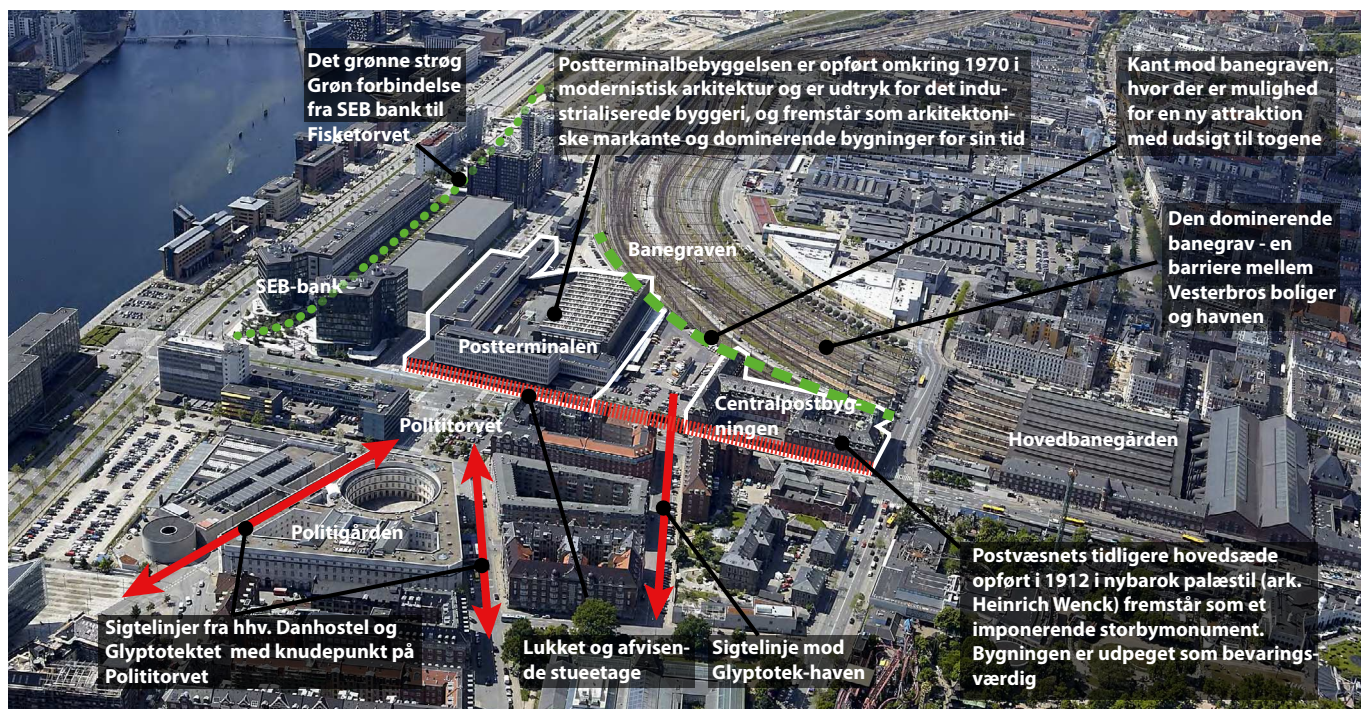 Det grønne strøg
Grøn forbindelse
fra SEB bank til
Fisketorvet
Postterminalbebyggelsen er opført omkring 1970 i
modernistisk arkitektur og er udtryk for det indu-
strialiserede byggeri, og fremstår som arkitektoni-
ske markante og dominerende bygninger for sin tid
Kant mod banegraven,
hvor der er mulighed
for en ny attraktion
med udsigt til togene
Den dominerende
banegrav - en
barriere mellem
Vesterbros boliger
og havnen
Banegraven
SEB-bank
Postterminalen
Centralpostbyg-
ningen
Polititorvet
Hovedbanegården
Politigården
Sigtelinjer fra hhv. Danhostel og
Glyptotektet med knudepunkt på
Polititorvet
Lukket og afvisen-
de stueetage
Sigtelinje mod
Glyptotek-haven
Postvæsnets tidligere hovedsæde
opført i 1912 i nybarok palæstil (ark.
Heinrich Wenck) fremstår som et
imponerende storbymonument.
Bygningen er udpeget som bevarings-
værdig